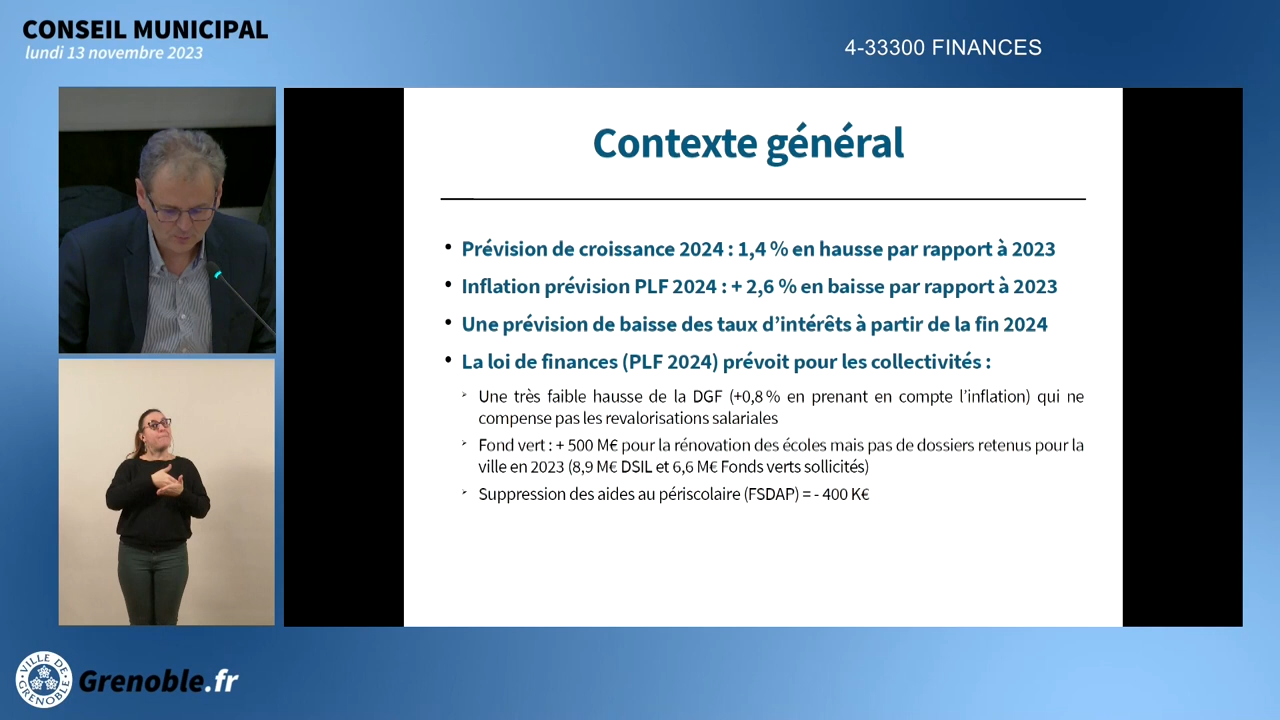 CONSEIL MUNICIPAL
lundi 13 novembre 2023
4-33300 FINANCES
Contexte général
• Prévision de croissance 2024 : 1,4 % en hausse par rapport à 2023
• Inflation prévision PLF 2024 : + 2,6 % en baisse par rapport à 2023
• Une prévision de baisse des taux d’intérêts à partir de la fin 2024
• La loi de finances (PLF 2024) prévoit pour les collectivités :
Une très faible hausse de la DGF (+0,8 % en prenant en compte l’inflation) qui ne
compense pas les revalorisations salariales
Fond vert : + 500 M€ pour la rénovation des écoles mais pas de dossiers retenus pour la
ville en 2023 (8,9 M€ DSIL et 6,6 M€ Fonds verts sollicités)
Suppression des aides au périscolaire (FSDAP) = - 400 K€
VILLE DE
GRENOBLE
Grenoble.fr